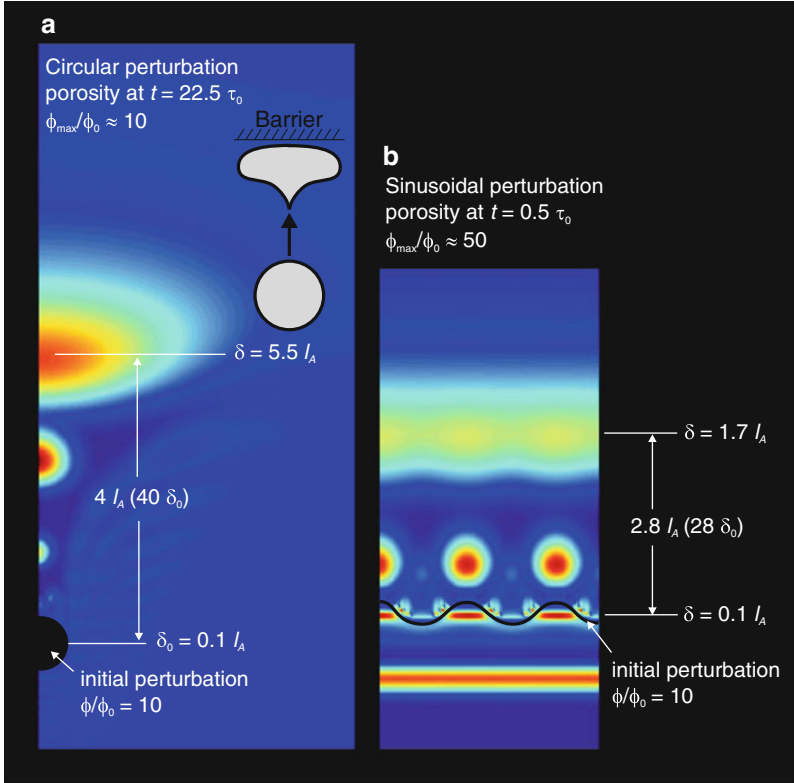 a
Circular perturbation
porosity at t = 22.5 τ₀
ϕmax/ϕ₀ ≈ 10
Barrier
δ = 5.5 lA
4 lA (40 δ₀)
δ₀ = 0.1 lA
initial perturbation
ϕ/ϕ₀ = 10
b
Sinusoidal perturbation
porosity at t = 0.5 τ₀
ϕmax/ϕ₀ ≈ 50
δ = 1.7 lA
2.8 lA (28 δ₀)
δ = 0.1 lA
initial perturbation
ϕ/ϕ₀ = 10